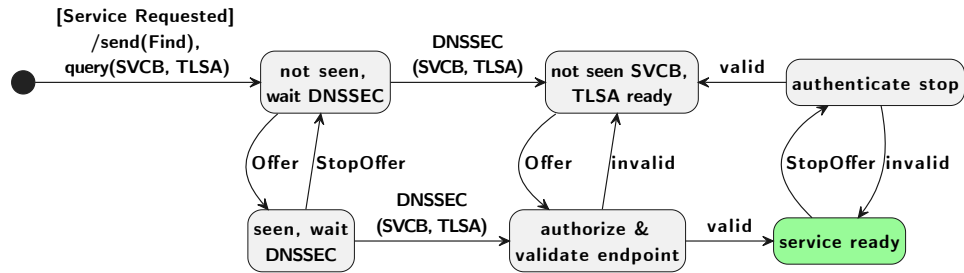 [Service Requested]
/send(Find),
query(SVCB, TLSA)
not seen,
wait DNSSEC
DNSSEC
(SVCB, TLSA)
not seen SVCB,
TLSA ready
valid
authenticate stop
Offer
StopOffer
Offer
invalid
StopOffer
invalid
seen, wait
DNSSEC
DNSSEC
(SVCB, TLSA)
authorize &
validate endpoint
valid
service ready